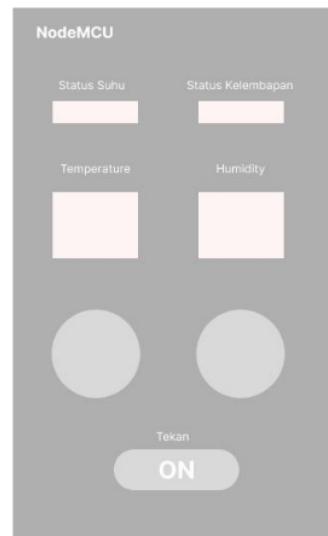 NodeMCU
Status Suhu Status Kelembapan
Temperature Humidity
Tekan
ON